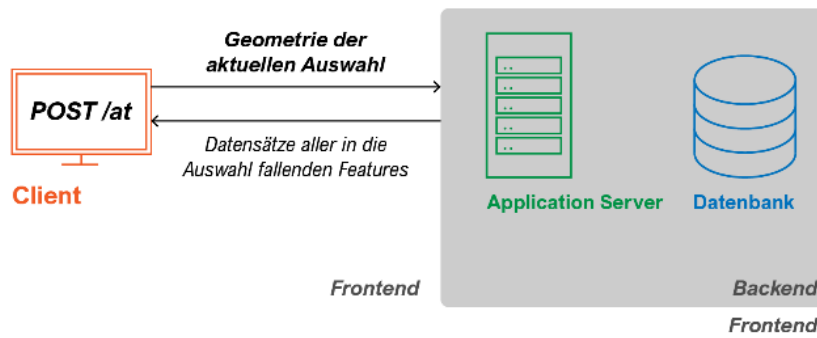 Geometrie der
aktuellen Auswahl
POST /at
Datensätze aller in die
Auswahl fallenden Features
Client
Application Server
Datenbank
Frontend
Backend
Frontend